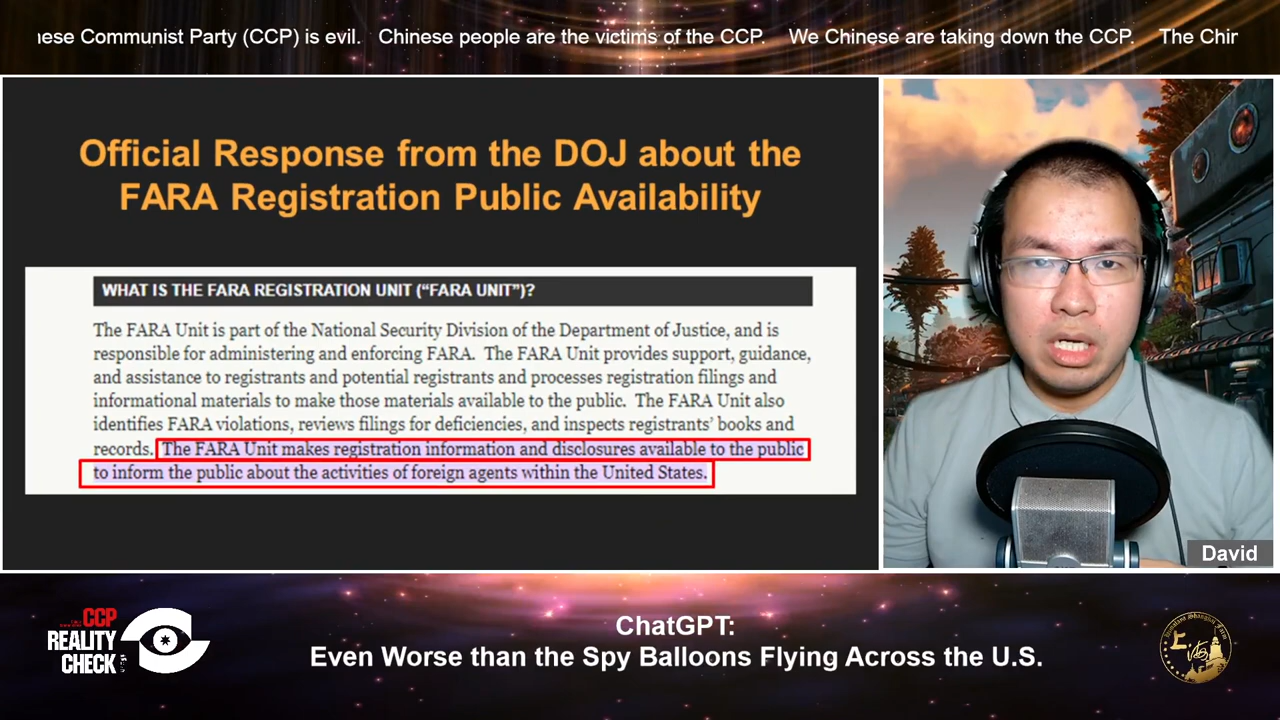 nese Communist Party (CCP) is evil. Chinese people are the victims of the CCP. We Chinese are taking down the CCP. The Chir
Official Response from the DOJ about the
FARA Registration Public Availability
WHAT IS THE FARA REGISTRATION UNIT (“FARA UNIT”)?
The FARA Unit is part of the National Security Division of the Department of Justice, and is
responsible for administering and enforcing FARA. The FARA Unit provides support, guidance,
and assistance to registrants and potential registrants and processes registration filings and
informational materials to make those materials available to the public. The FARA Unit also
identifies FARA violations, reviews filings for deficiencies, and inspects registrants’ books and
records. The FARA Unit makes registration information and disclosures available to the public
to inform the public about the activities of foreign agents within the United States.
David
CCP
REALITY
CHECK
ChatGPT:
Even Worse than the Spy Balloons Flying Across the U.S.